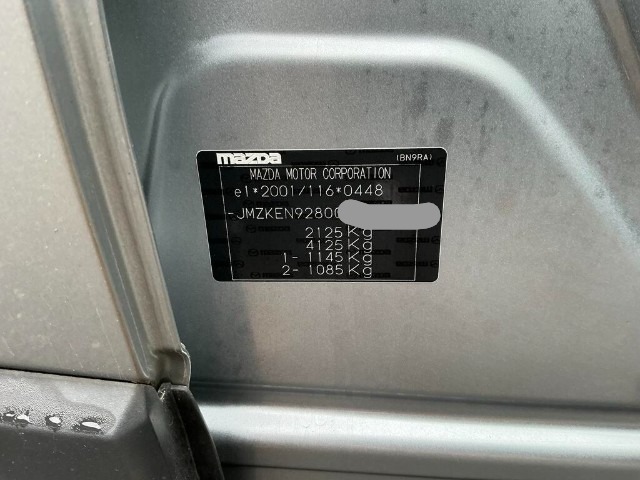 mazda (BN9RA)
MAZDA MOTOR CORPORATION
e1*2001/116*0448
-JMZKEN92800
2125 Kg
4125 Kg
1- 1145 Kg
2- 1085 Kg